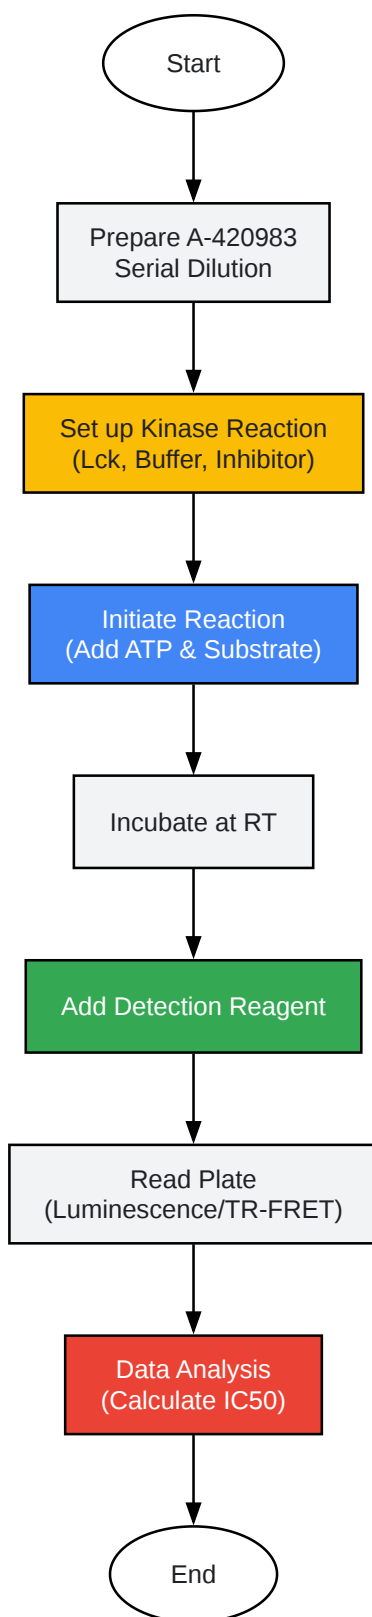 Start
Prepare A-420983
Serial Dilution
Set up Kinase Reaction
(Lck, Buffer, Inhibitor)
Initiate Reaction
(Add ATP & Substrate)
Incubate at RT
Add Detection Reagent
Read Plate
(Luminescence/TR-FRET)
Data Analysis
(Calculate IC50)
End